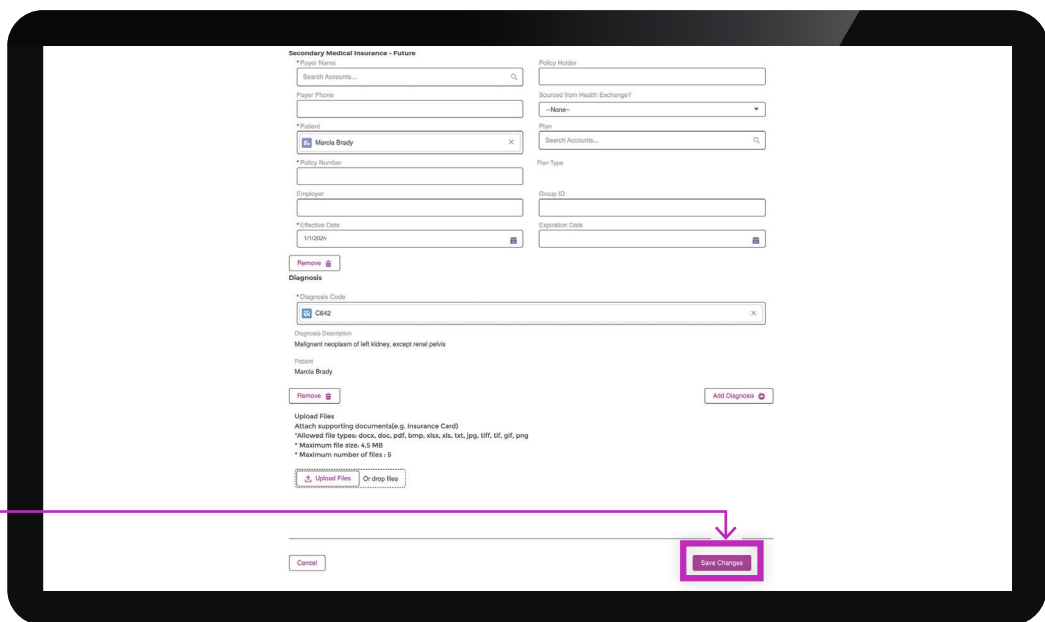 Secondary Medical Insurance - Future
*Payer Name
Policy Holder
Search Accounts...
Payer Phone
Sourced from Health Exchange?
--None--
*Patient
Plan
Marcia Brady
Search Accounts...
*Policy Number
Plan Type
Employer
Group ID
*Effective Date
Expiration Date
1/1/2024
Remove
Diagnosis
*Diagnosis Code
C642
Diagnosis Description
Malignant neoplasm of left kidney, except renal pelvis
Patient
Marcia Brady
Remove
Add Diagnosis
Upload Files
Attach supporting documents(e.g. Insurance Card)
*Allowed file types: docx, doc, pdf, bmp, xlsx, xls, txt, jpg, tiff, tif, gif, png
* Maximum file size: 4.5 MB
* Maximum number of files : 5
Upload Files Or drop files
Cancel
Save Changes